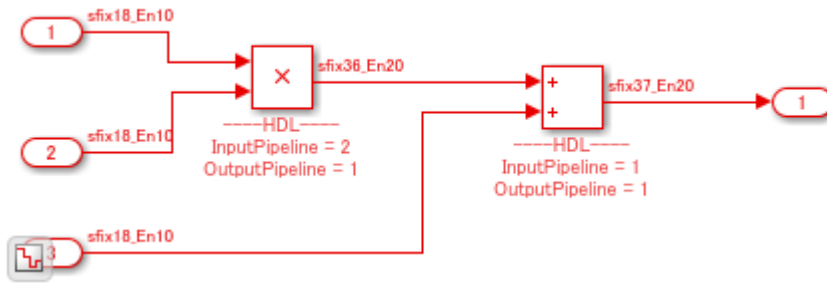 1
sfix18_En10
×
sfix36_En20
----HDL----
InputPipeline = 2
OutputPipeline = 1
2
sfix18_En10
+
+
sfix37_En20
----HDL----
InputPipeline = 1
OutputPipeline = 1
1
3
sfix18_En10